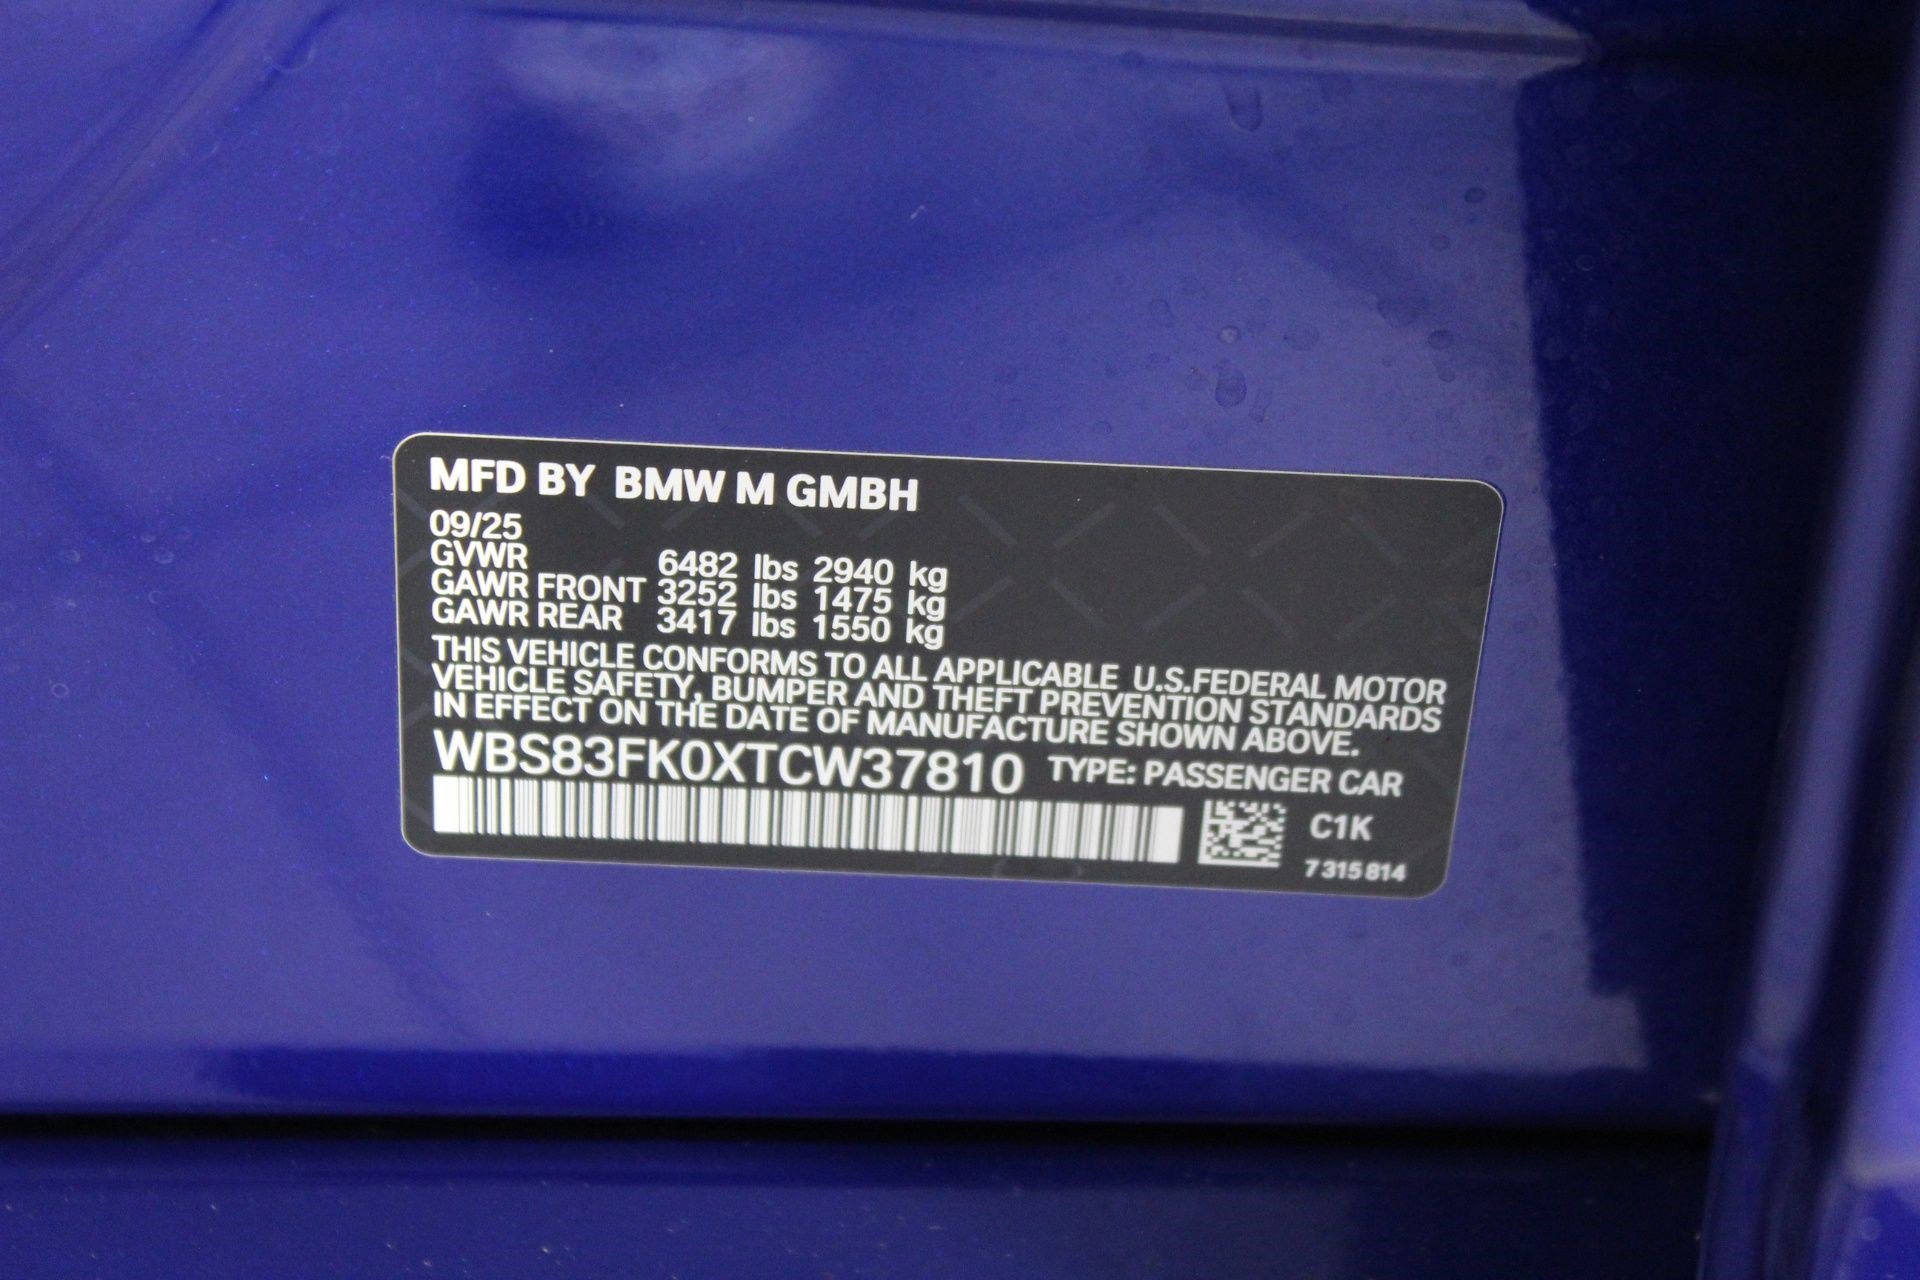 MFD BY BMW M GMBH
09/25
GVWR 6482 lbs 2940 kg
GAWR FRONT 3252 lbs 1475 kg
GAWR REAR 3417 lbs 1550 kg
THIS VEHICLE CONFORMS TO ALL APPLICABLE U.S.FEDERAL MOTOR
VEHICLE SAFETY, BUMPER AND THEFT PREVENTION STANDARDS
IN EFFECT ON THE DATE OF MANUFACTURE SHOWN ABOVE.
WBS83FK0XTCW37810 TYPE: PASSENGER CAR
C1K
7 315 814